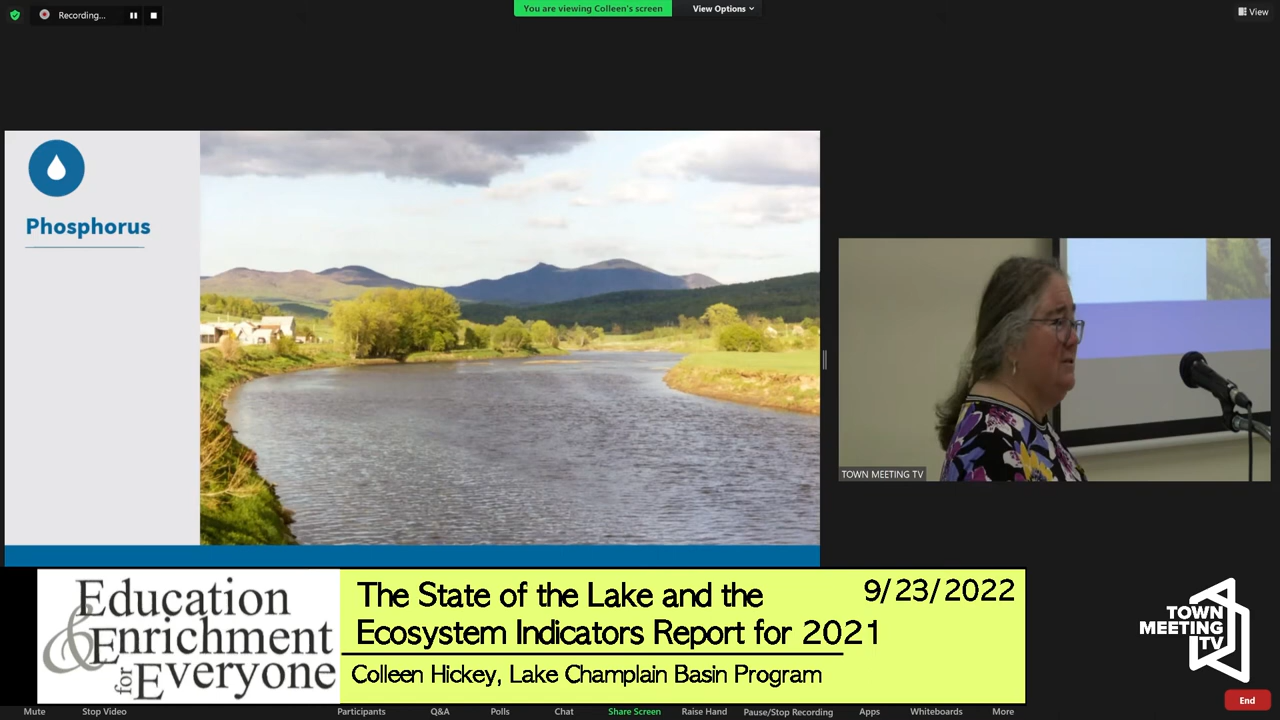 Recording...
You are viewing Colleen's screen
View Options
View
Phosphorus
TOWN MEETING TV
Education
& Enrichment
for Everyone
The State of the Lake and the
Ecosystem Indicators Report for 2021
9/23/2022
Colleen Hickey, Lake Champlain Basin Program
TOWN
MEETING
TV
End
Mute
Stop Video
Participants
Q&A
Polls
Chat
Share Screen
Raise Hand
Pause/Stop Recording
Apps
Whiteboards
More